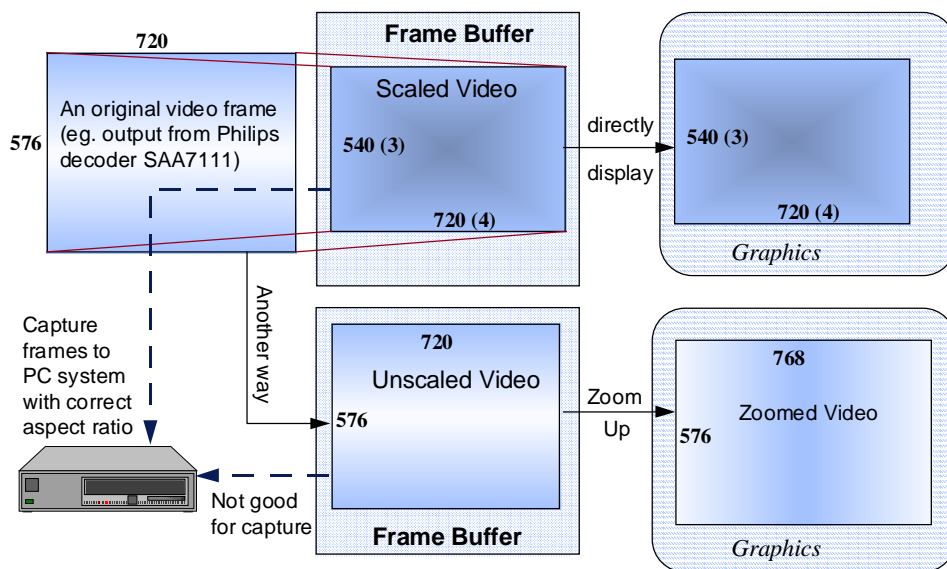 720
576
An original video frame
(eg. output from Philips
decoder SAA7111)
Frame Buffer
Scaled Video
540 (3)
720 (4)
directly
display
540 (3)
720 (4)
Graphics
Another
way
Capture
frames to
PC system
with correct
aspect ratio
Not good
for capture
720
Unscaled Video
576
Frame Buffer
Zoom
Up
768
Zoomed Video
576
Graphics